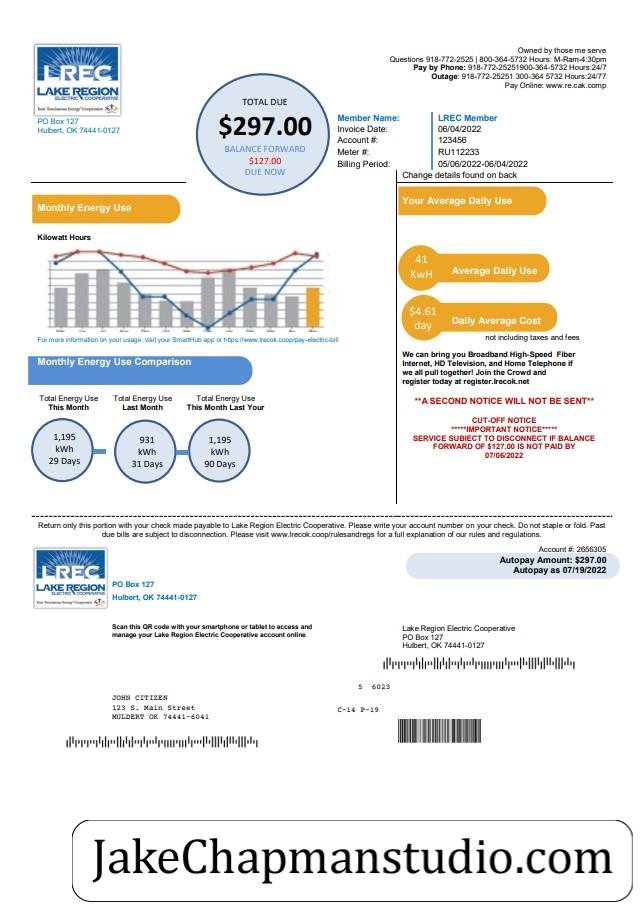 LREC
LAKE REGION
ELECTRIC COOPERATIVE
Your Touchstone Energy® Cooperative
PO Box 127
Hulbert, OK 74441-0127
TOTAL DUE
$297.00
BALANCE FORWARD
$127.00
DUE NOW
Owned by those me serve
Questions 918-772-2525 | 800-364-5732 Hours: M-Ram-4:30pm
Pay by Phone: 918-772-25251900-364-5732 Hours:24/7
Outage: 918-772-25251 300-364 5732 Hours:24/77
Pay Online: www.re.cak.comp
Member Name: LREC Member
Invoice Date: 06/04/2022
Account #: 123456
Meter #: RU112233
Billing Period: 05/06/2022-06/04/2022
Change details found on back
Monthly Energy Use
Kilowatt Hours
For more information on your usage, visit your SmartHub app or https://www.lrecok.coop/pay-electric-bill
Monthly Energy Use Comparison
Total Energy Use
This Month
Total Energy Use
Last Month
Total Energy Use
This Month Last Your
1,195
kWh
29 Days
931
kWh
31 Days
1,195
kWh
90 Days
Your Average Daily Use
41
KwH
Average Daily Use
$4.61
day
Daily Average Cost
not including taxes and fees
We can bring you Broadband High-Speed Fiber
Internet, HD Television, and Home Telephone if
we all pull together! Join the Crowd and
register today at register.lrecok.net
**A SECOND NOTICE WILL NOT BE SENT**
CUT-OFF NOTICE
*****IMPORTANT NOTICE*****
SERVICE SUBIECT TO DISCONNECT IF BALANCE
FORWARD OF $127.00 IS NOT PAID BY
07/06/2022
Return only this portion with your check made payable to Lake Region Electric Cooperative. Please write your account number on your check. Do not staple or fold. Past
due bills are subject to disconnection. Please visit www.lrecok.coop/rulesandregs for a full explanation of our rules and regulations.
LREC
LAKE REGION
ELECTRIC COOPERATIVE
Your Touchstone Energy® Cooperative
PO Box 127
Hulbert, OK 74441-0127
Account #: 2656305
Autopay Amount: $297.00
Autopay as 07/19/2022
Scan this QR code with your smartphone or tablet to access and
manage your Lake Region Electric Cooperative account online
Lake Region Electric Cooperative
PO Box 127
Hulbert, OK 74441-0127
5 6023
C-14 P-19
JOHN CITIZEN
123 S. Main Street
MULDERT OK 74441-6041
JakeChapmanstudio.com